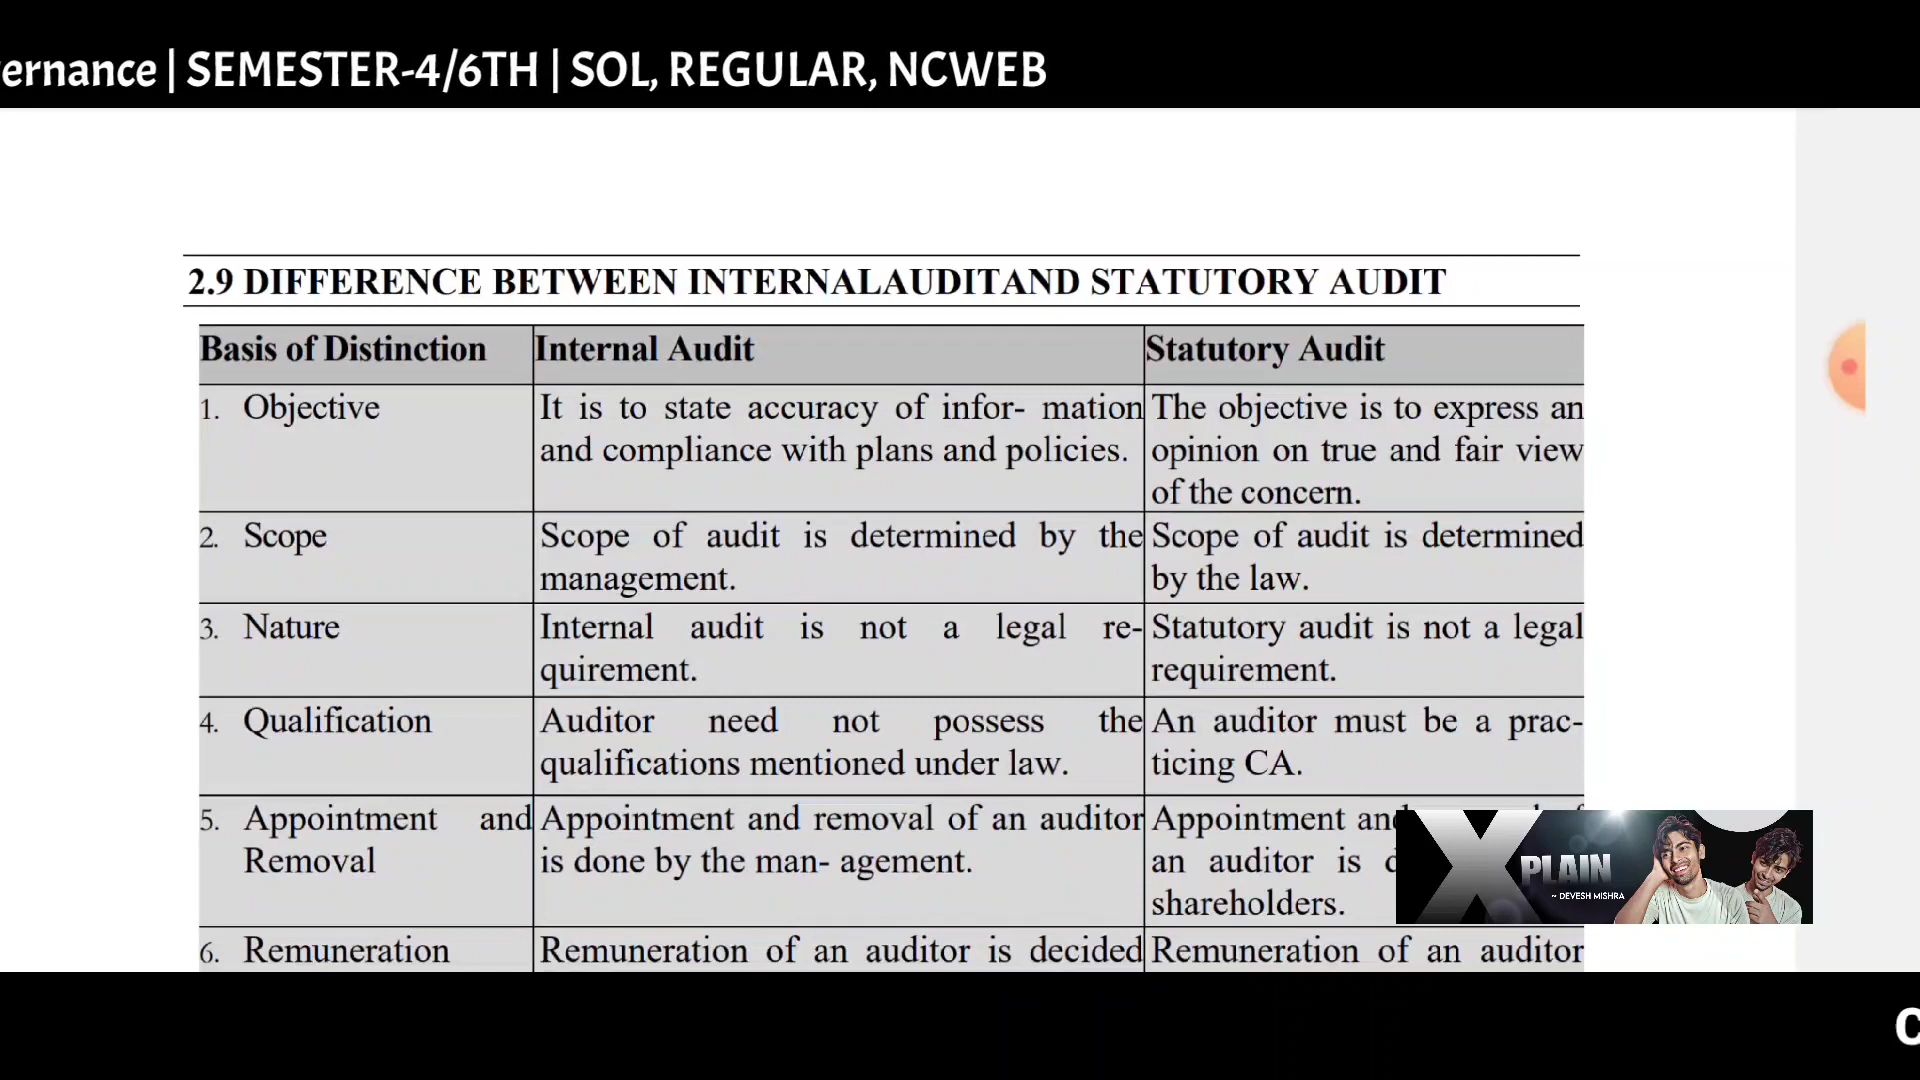 ernance | SEMESTER-4/6TH | SOL, REGULAR, NCWEB
2.9 DIFFERENCE BETWEEN INTERNALAUDITAND STATUTORY AUDIT
Basis of Distinction Internal Audit Statutory Audit
1. Objective
It is to state accuracy of infor- mation
and compliance with plans and policies.
The objective is to express an
opinion on true and fair view
of the concern.
2. Scope
Scope of audit is determined by the
management.
Scope of audit is determined
by the law.
3. Nature
Internal audit is not a legal re-
quirement.
Statutory audit is not a legal
requirement.
4. Qualification
Auditor need not possess the
qualifications mentioned under law.
An auditor must be a prac-
ticing CA.
5. Appointment and
Removal
Appointment and removal of an auditor
is done by the man- agement.
Appointment
an auditor is
shareholders.
6. Remuneration
Remuneration of an auditor is decided
Remuneration of an auditor
XPLAIN
~ DEVESH MISHRA